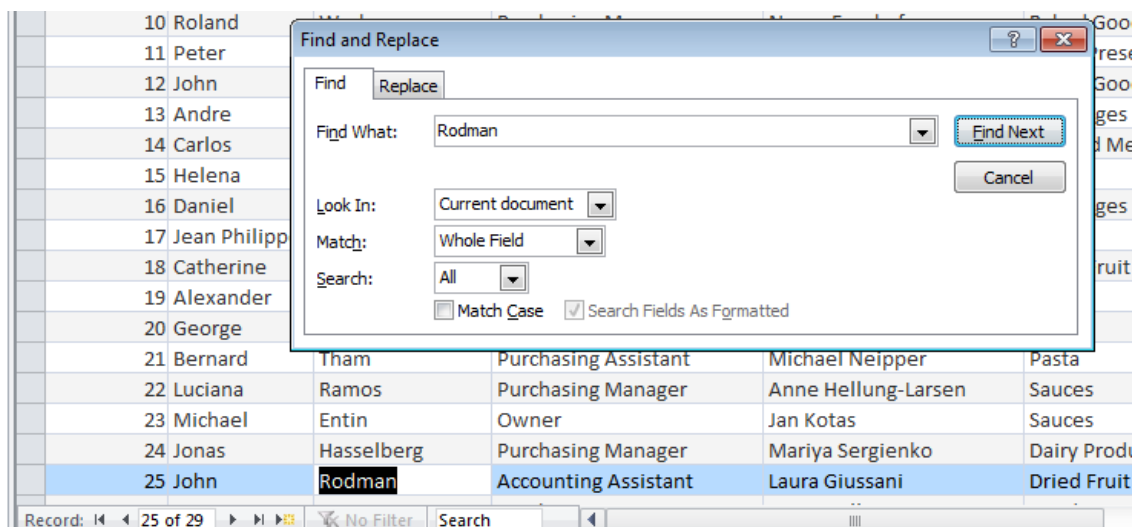 10 Roland
Find and Replace
11 Peter
12 John
13 Andre
14 Carlos
15 Helena
16 Daniel
17 Jean Philipp
18 Catherine
19 Alexander
20 George
Find Replace
Find What: Rodman Find Next
Cancel
Look In: Current document
Match: Whole Field
Search: All
Match Case Search Fields As Formatted
21 Bernard Tham Purchasing Assistant Michael Neipper Pasta
22 Luciana Ramos Purchasing Manager Anne Hellung-Larsen Sauces
23 Michael Entin Owner Jan Kotas Sauces
24 Jonas Hasselberg Purchasing Manager Mariya Sergienko Dairy Produ
25 John Rodman Accounting Assistant Laura Giussani Dried Fruit
Record: 25 of 29 No Filter Search